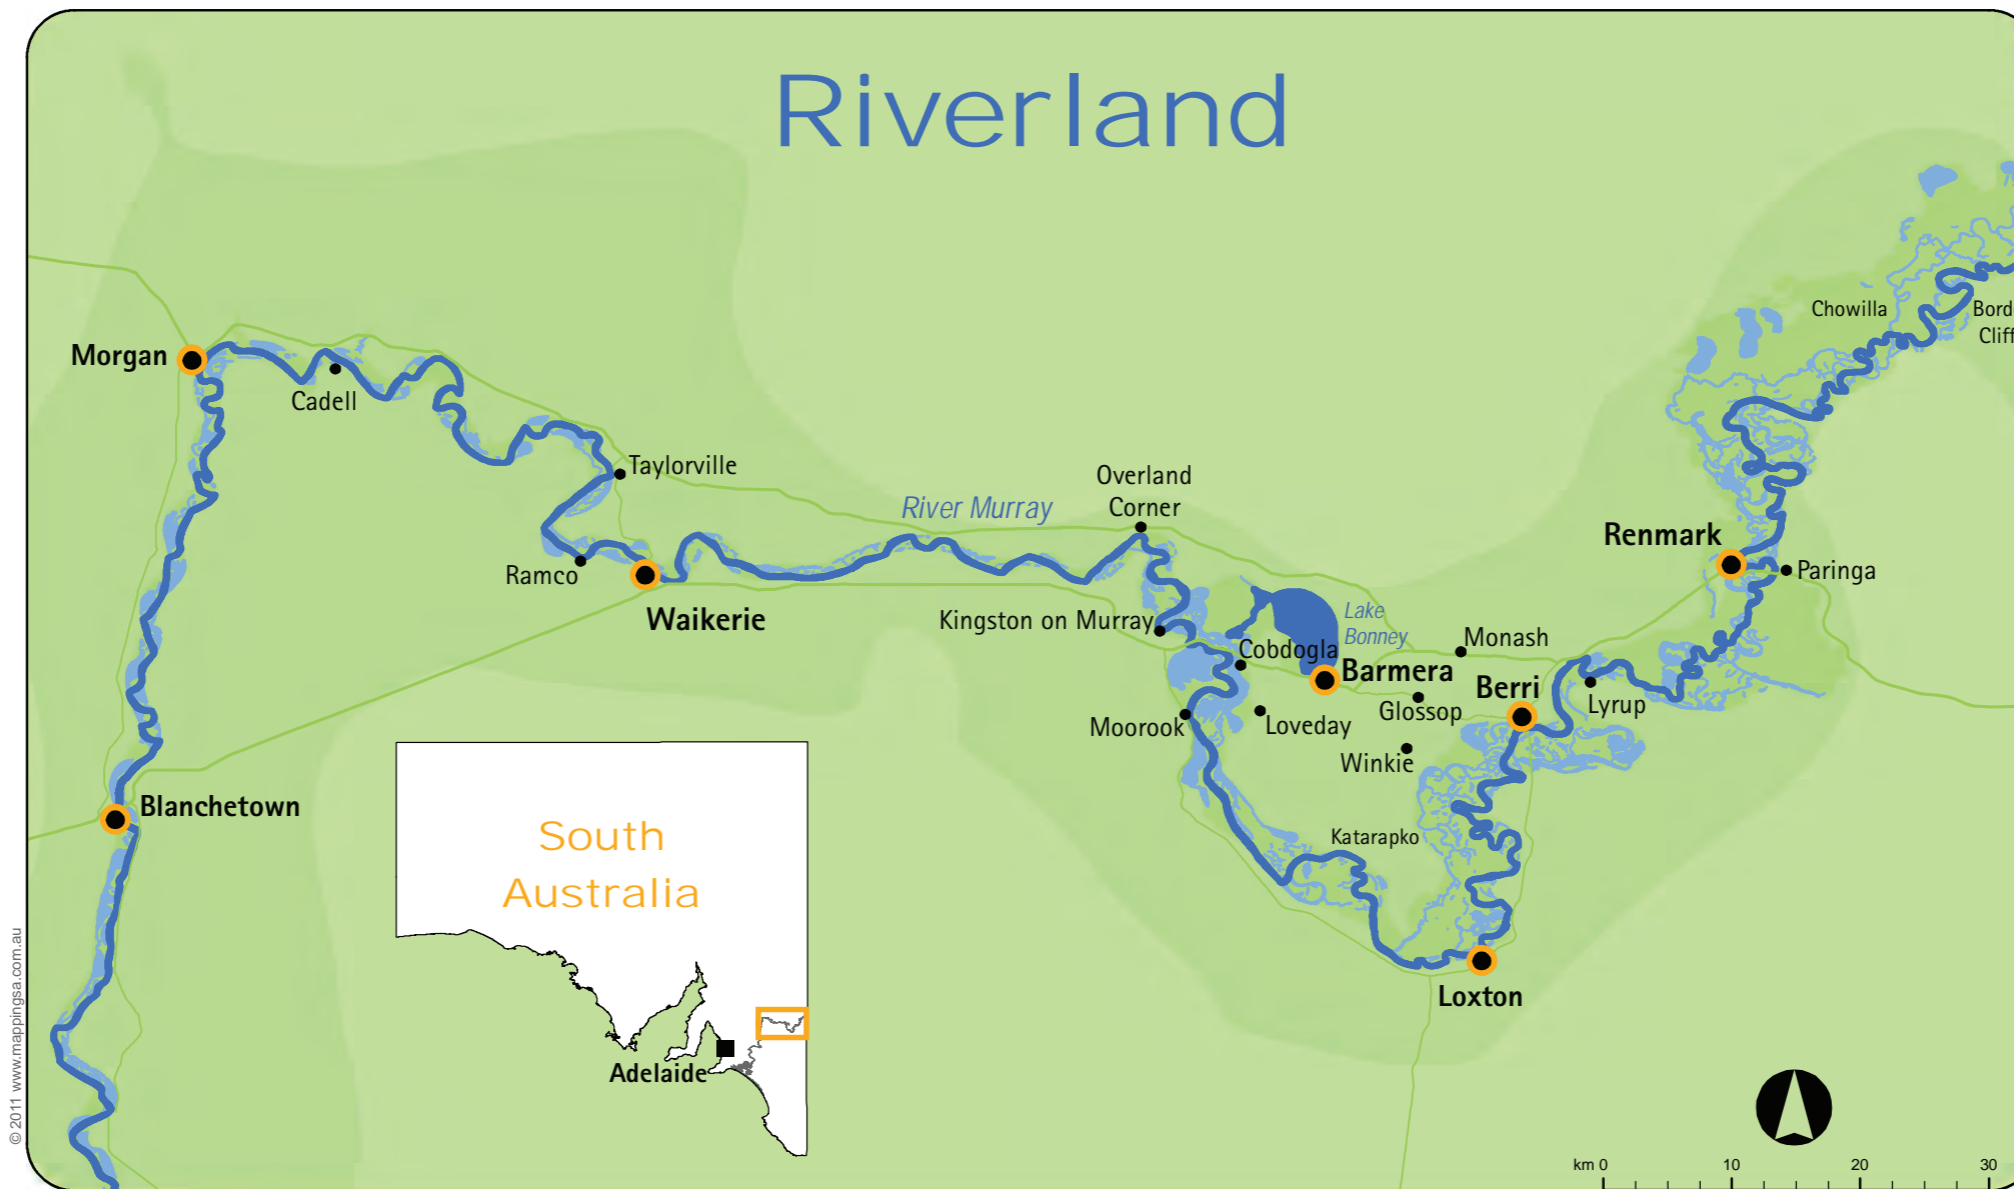 Riverland
Chowilla
Bord
Cliff
Morgan
Cadell
Taylorville
River Murray
Overland
Corner
Renmark
Paringa
Ramco
Waikerie
Kingston on Murray
Lake
Bonney
Monash
Cobdogla
Barmera
Berri
Glossop
Lyrup
Moorook
Loveday
Winkie
Blanchetown
Katarapko
South
Australia
Loxton
Adelaide
© 2011 www.mappingsa.com.au
km 0 10 20 30